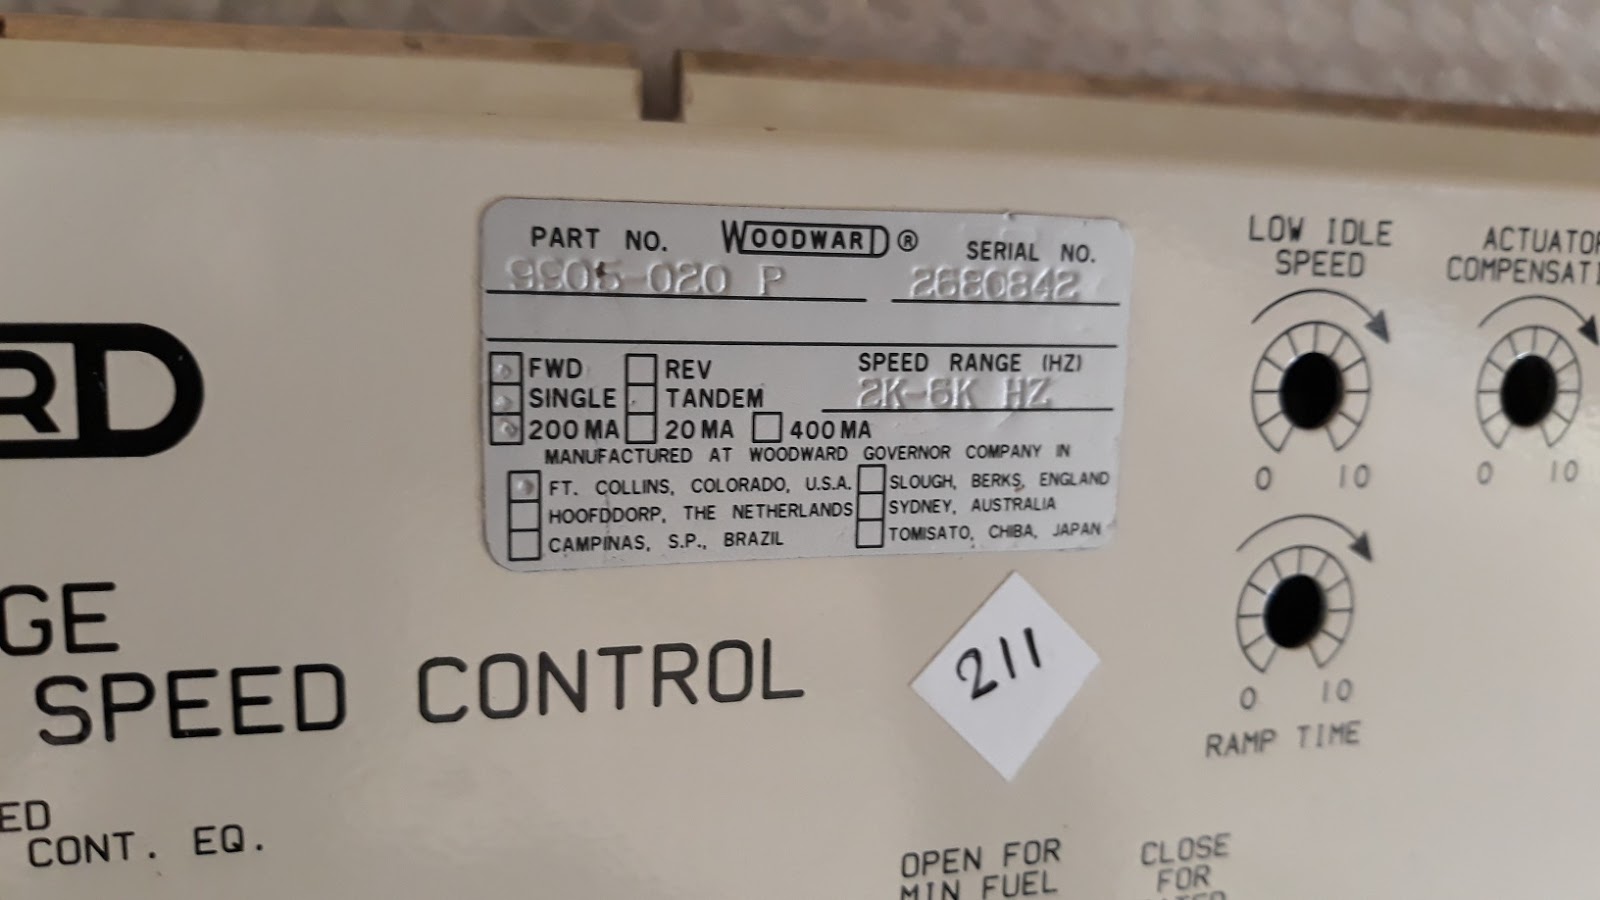 PART NO. WOODWARD® SERIAL NO.
9905-020 P 2680842
FWD REV SPEED RANGE (HZ)
SINGLE TANDEM 2K-6K HZ
200 MA 20 MA 400 MA
MANUFACTURED AT WOODWARD GOVERNOR COMPANY IN
FT. COLLINS, COLORADO, U.S.A. SLOUGH, BERKS, ENGLAND
HOOFDDORP, THE NETHERLANDS SYDNEY, AUSTRALIA
CAMPINAS, S.P., BRAZIL TOMISATO, CHIBA, JAPAN
LOW IDLE
SPEED
0 10
ACTUATOR
COMPENSATI
0 10
0 10
RAMP TIME
211
RD
GE
SPEED CONTROL
ED
CONT. EQ.
OPEN FOR
MIN FUEL
CLOSE
FOR